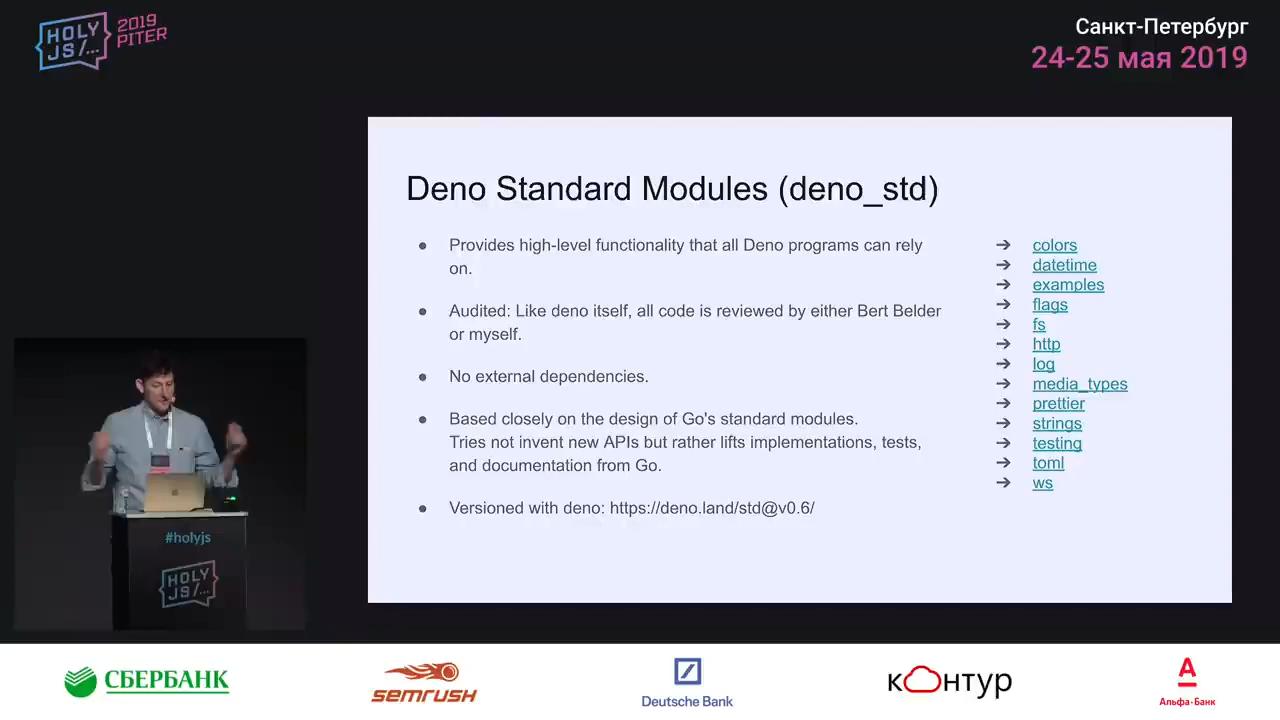 HOLY
JS/...
2019
PITER
Санкт-Петербург
24-25 мая 2019
Deno Standard Modules (deno_std)
● Provides high-level functionality that all Deno programs can rely
on.
● Audited: Like deno itself, all code is reviewed by either Bert Belder
or myself.
● No external dependencies.
● Based closely on the design of Go's standard modules.
Tries not invent new APIs but rather lifts implementations, tests,
and documentation from Go.
● Versioned with deno: https://deno.land/std@v0.6/
➔ colors
➔ datetime
➔ examples
➔ flags
➔ fs
➔ http
➔ log
➔ media_types
➔ prettier
➔ strings
➔ testing
➔ toml
➔ ws
#holyjs
HOLY
JS/...
СБЕРБАНК
semrush
Deutsche Bank
контур
А
Альфа·Банк